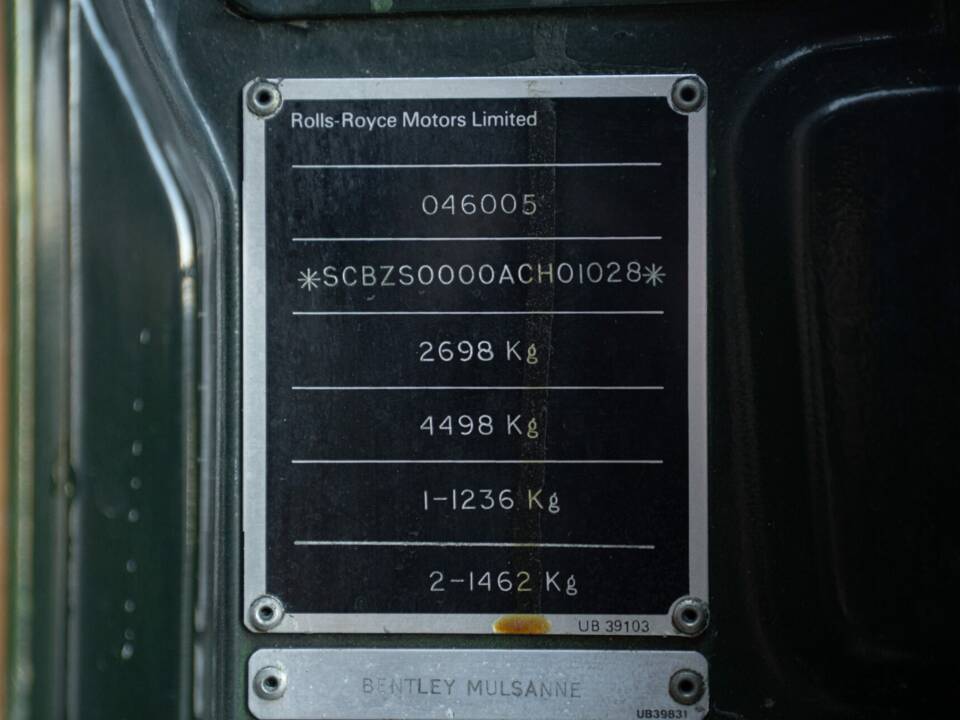 Rolls-Royce Motors Limited
046005
*SCBZS0000ACH01028*
2698 Kg
4498 Kg
1-1236 Kg
2-1462 Kg
UB 39103
BENTLEY MULSANNE
UB39831